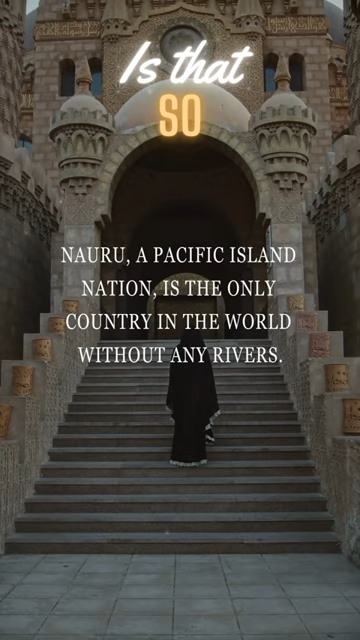 Is that
SO
NAURU, A PACIFIC ISLAND
NATION, IS THE ONLY
COUNTRY IN THE WORLD
WITHOUT ANY RIVERS.